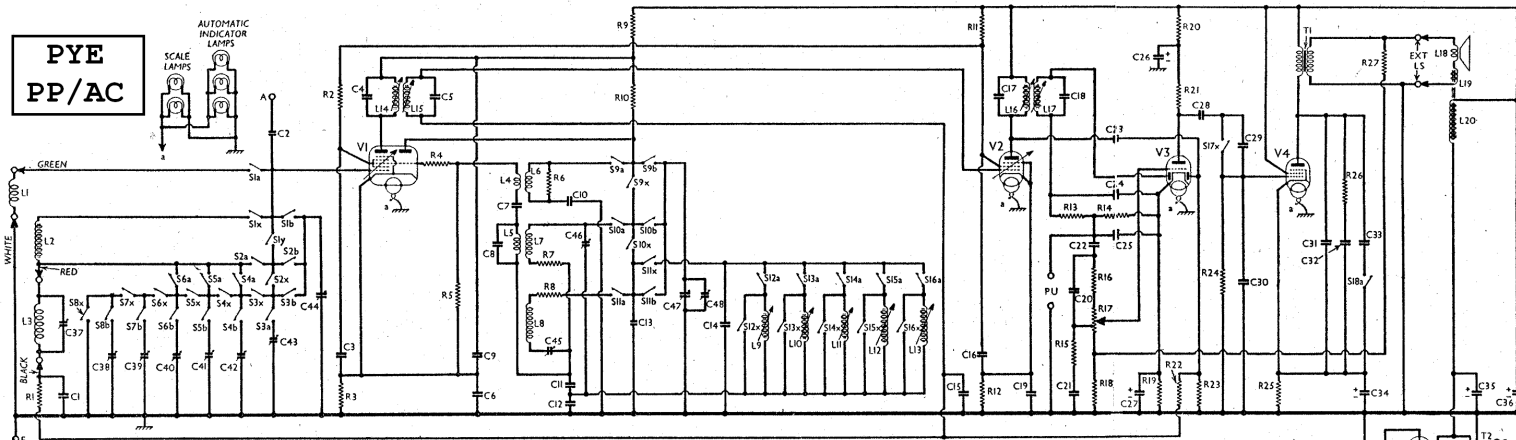 PYE
PP/AC
AUTOMATIC
INDICATOR
LAMPS
SCALE
LAMPS
A
a
C2
GREEN
L1
WHITE
L2
RED
L3
BLACK
R1
C1
C37
E
S1a
S1x
S1b
S1y
S2a
S2b
S2x
S6a
S5a
S4a
S8x
S7x
S6x
S5x
S4x
S3x
S3b
S8b
S7b
S6b
S5b
S4b
S3a
C38
C39
C40
C41
C42
C43
C44
R2
C3
R3
C4
L14
L15
C5
V1
a
R4
R5
C9
C6
L4
L6
R6
C7
C10
L5
L7
C8
R7
R8
L8
C45
C11
C12
C46
R9
R10
S9a
S9b
S9x
S10a
S10b
S10x
S11x
S11a
S11b
C13
C47
C48
C14
S12a
S13a
S14a
S15a
S16a
S12x
S13x
S14x
S15x
S16x
L9
L10
L11
L12
L13
C15
R11
C16
R12
C17
L16
L17
C18
V2
a
C19
C23
C24
R13
R14
C22
C25
PU
C20
R16
R17
R15
C21
R18
C26
R20
R21
C28
V3
a
C27
R19
R22
R23
S17x
C29
R24
C30
V4
a
R25
T1
C31
C32
R26
C33
S18a
C34
R27
EXT
LS
L18
L19
L20
C35
C36
T2